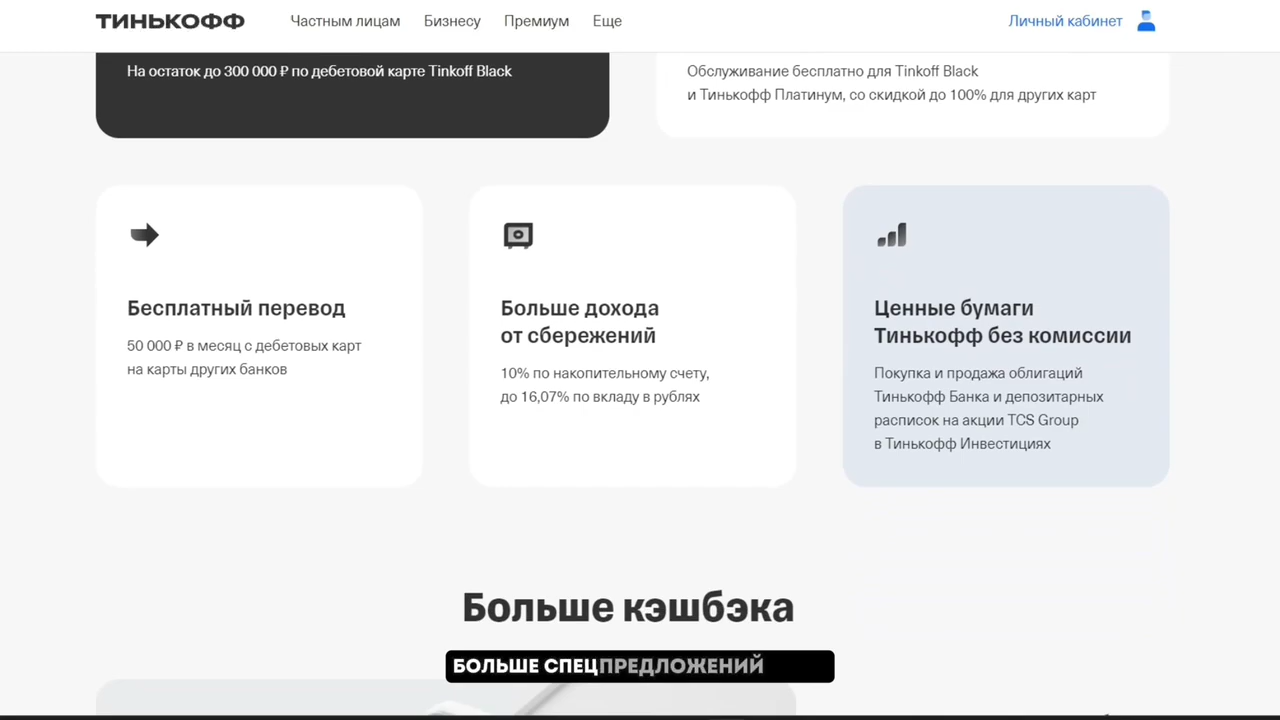 ТИНЬКОФФ Частным лицам Бизнесу Премиум Еще Личный кабинет
На остаток до 300 000 ₽ по дебетовой карте Tinkoff Black
Обслуживание бесплатно для Tinkoff Black
и Тинькофф Платинум, со скидкой до 100% для других карт
Бесплатный перевод
50 000 ₽ в месяц с дебетовых карт
на карты других банков
Больше дохода
от сбережений
10% по накопительному счету,
до 16,07% по вкладу в рублях
Ценные бумаги
Тинькофф без комиссии
Покупка и продажа облигаций
Тинькофф Банка и депозитарных
расписок на акции TCS Group
в Тинькофф Инвестициях
Больше кэшбэка
БОЛЬШЕ СПЕЦПРЕДЛОЖЕНИЙ